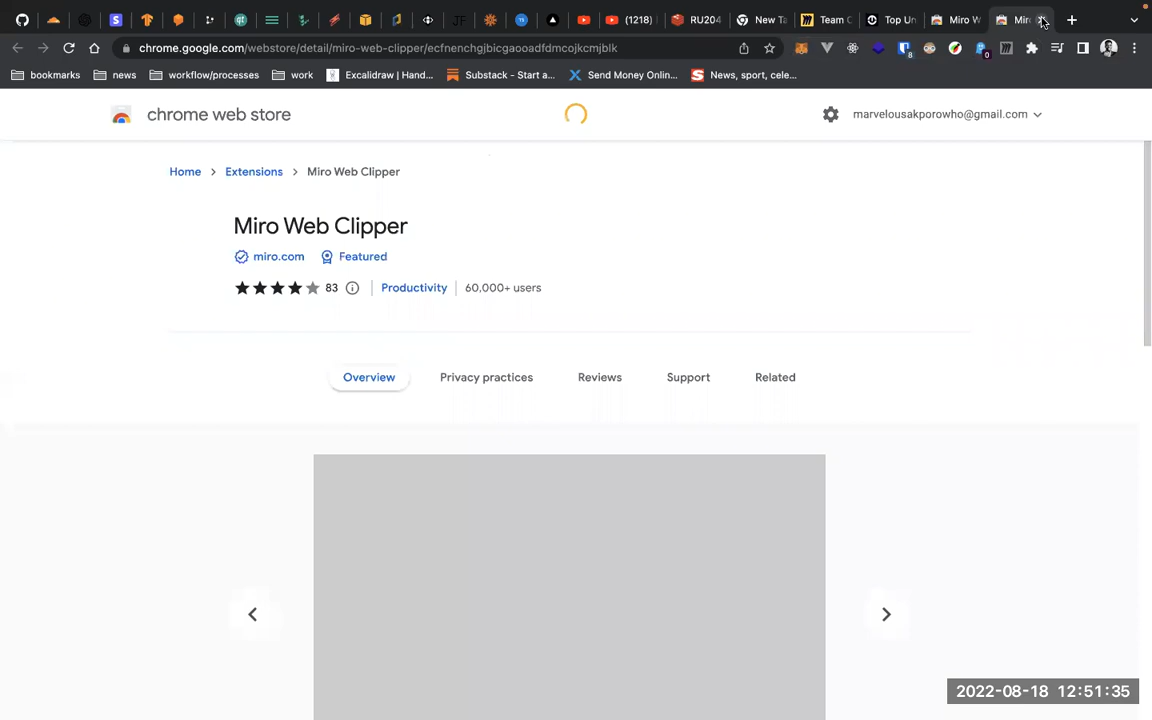 (1218)
RU204
New Ta
Team C
Top Un
Miro W
Mir
chrome.google.com/webstore/detail/miro-web-clipper/ecfnenchgjbicgaooadfdmcojkcmjblk
8
0
bookmarks
news
workflow/processes
work
Excalidraw | Hand...
Substack - Start a...
Send Money Onlin...
News, sport, cele...
chrome web store
marvelousakporowho@gmail.com
Home > Extensions > Miro Web Clipper
Miro Web Clipper
miro.com
Featured
83
Productivity
60,000+ users
Overview
Privacy practices
Reviews
Support
Related
2022-08-18 12:51:35